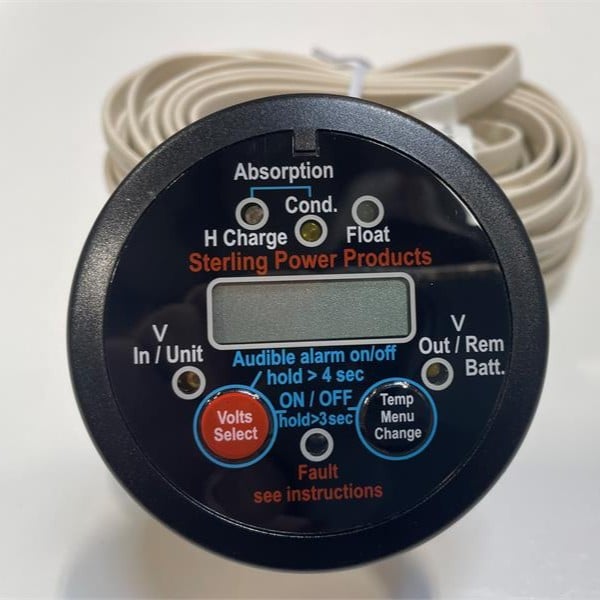 Absorption
Cond.
H Charge
Float
Sterling Power Products
V
In / Unit
V
Out / Rem
Batt.
Audible alarm on/off
hold > 4 sec
Volts
Select
ON / OFF
hold>3sec
Temp
Menu
Change
Fault
see instructions